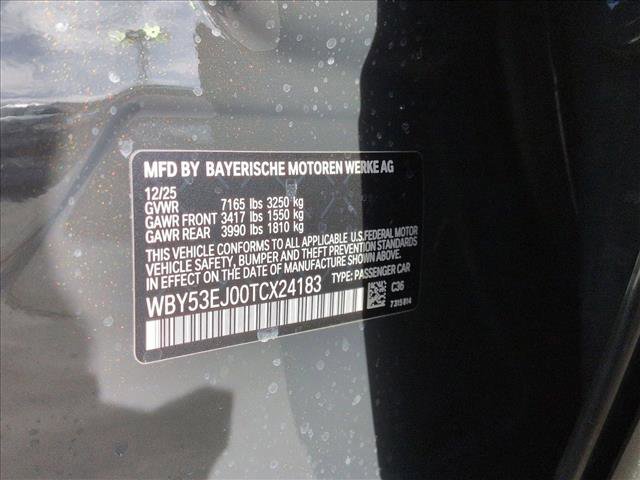 MFD BY BAYERISCHE MOTOREN WERKE AG
12/25
GVWR 7165 lbs 3250 kg
GAWR FRONT 3417 lbs 1550 kg
GAWR REAR 3990 lbs 1810 kg
THIS VEHICLE CONFORMS TO ALL APPLICABLE U.S.FEDERAL MOTOR
VEHICLE SAFETY, BUMPER AND THEFT PREVENTION STANDARDS
IN EFFECT ON THE DATE OF MANUFACTURE SHOWN ABOVE.
WBY53EJ00TCX24183 TYPE: PASSENGER CAR
C36
7315814